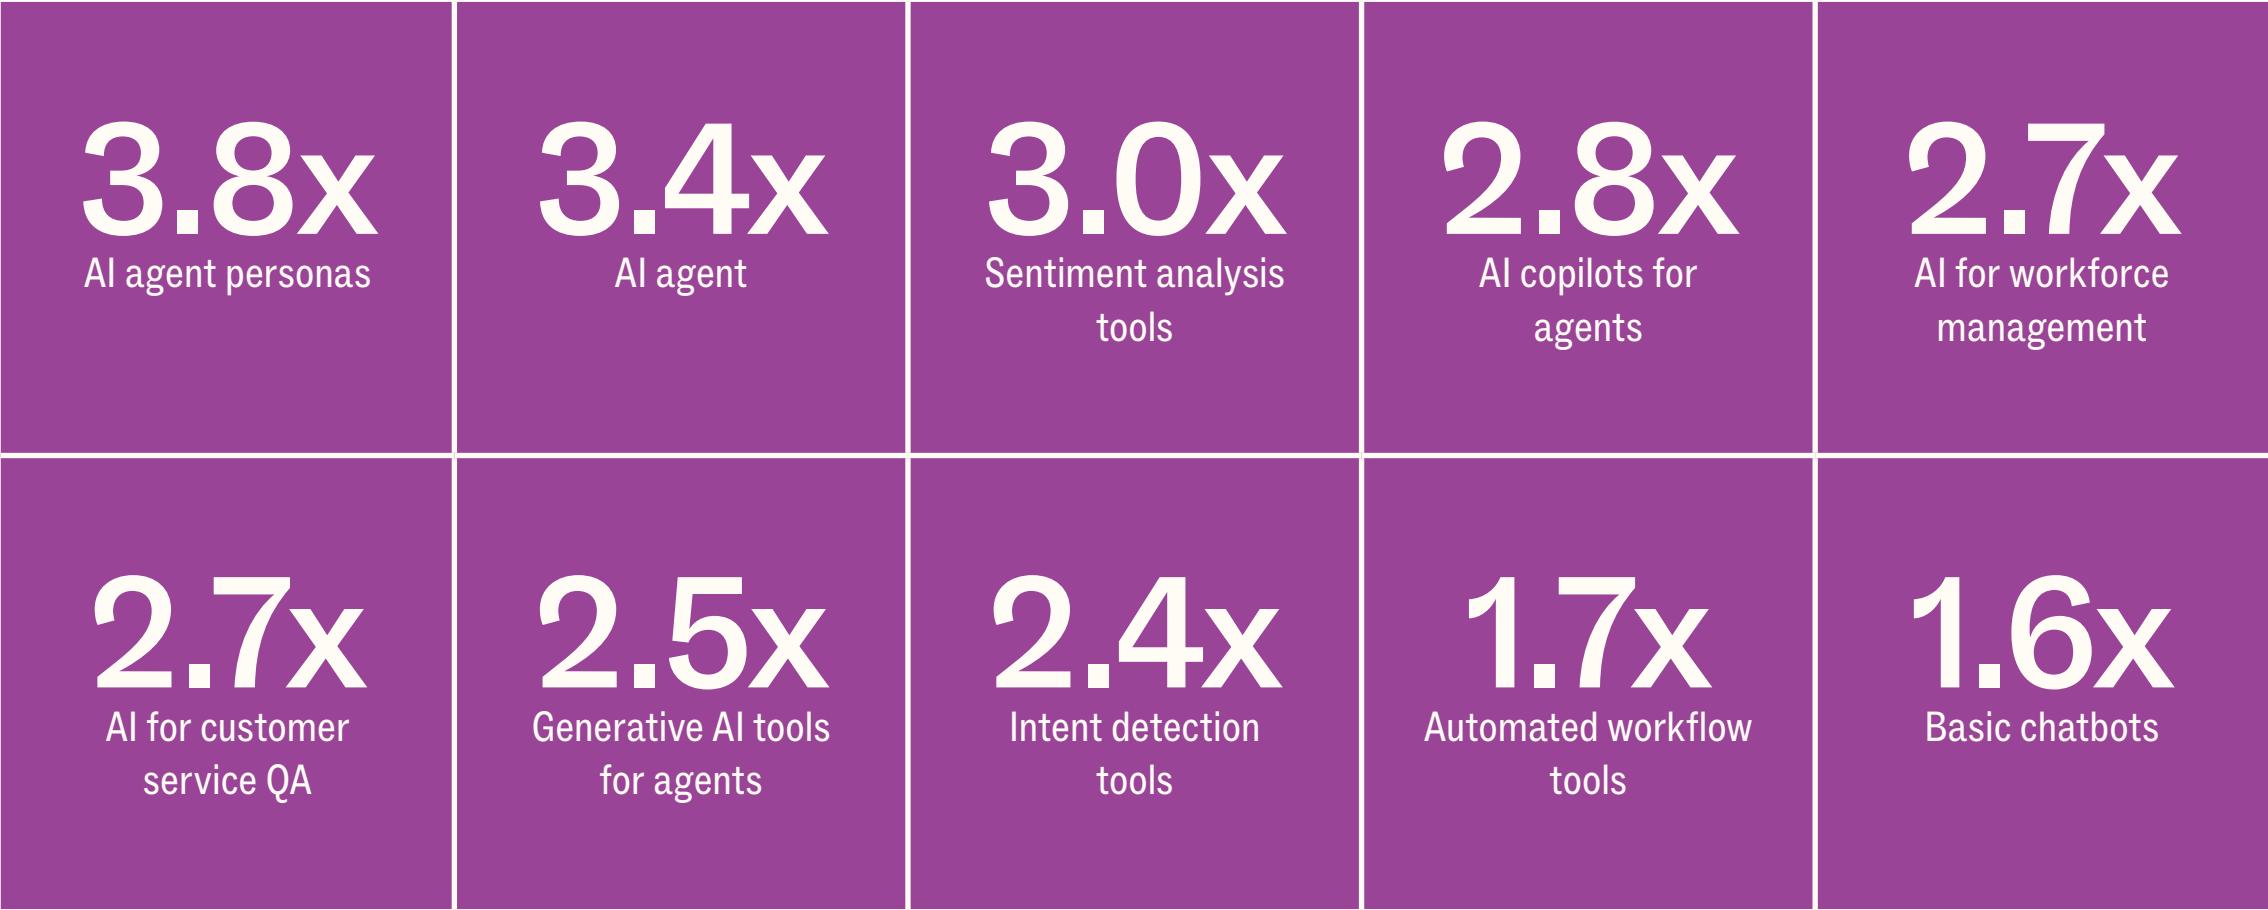 3.8x
AI agent personas
3.4x
AI agent
3.0x
Sentiment analysis
tools
2.8x
AI copilots for
agents
2.7x
AI for workforce
management
2.7x
AI for customer
service QA
2.5x
Generative AI tools
for agents
2.4x
Intent detection
tools
1.7x
Automated workflow
tools
1.6x
Basic chatbots